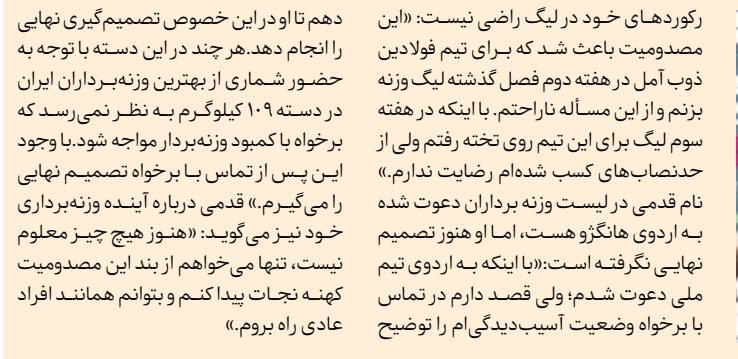 رکوردهای خود در لیگ راضی نیست: «این
مصدومیت باعث شد که برای تیم فولادین
ذوب آمل در هفته دوم فصل گذشته لیگ وزنه
بزنم و از این مسأله ناراحتم. با اینکه در هفته
سوم لیگ برای این تیم روی تخته رفتم ولی از
حدنصاب‌های کسب شده‌ام رضایت ندارم.»
نام قدمی در لیست وزنه برداران دعوت شده
به اردوی هانگژو هست، اما او هنوز تصمیم
نهایی نگرفته است:«با اینکه به اردوی تیم
ملی دعوت شدم؛ ولی قصد دارم در تماس
با برخواه وضعیت آسیب‌دیدگی‌ام را توضیح
دهم تا او در این خصوص تصمیم‌گیری نهایی
را انجام دهد.هر چند در این دسته با توجه به
حضور شماری از بهترین وزنه‌برداران ایران
در دسته ۱۰۹ کیلوگرم به نظر نمی‌رسد که
برخواه با کمبود وزنه‌بردار مواجه شود.با وجود
این پس از تماس با برخواه تصمیم نهایی
را می‌گیرم.» قدمی درباره آینده وزنه‌برداری
خود نیز می‌گوید: «هنوز هیچ چیز معلوم
نیست، تنها می‌خواهم از بند این مصدومیت
کهنه نجات پیدا کنم و بتوانم همانند افراد
عادی راه بروم.»